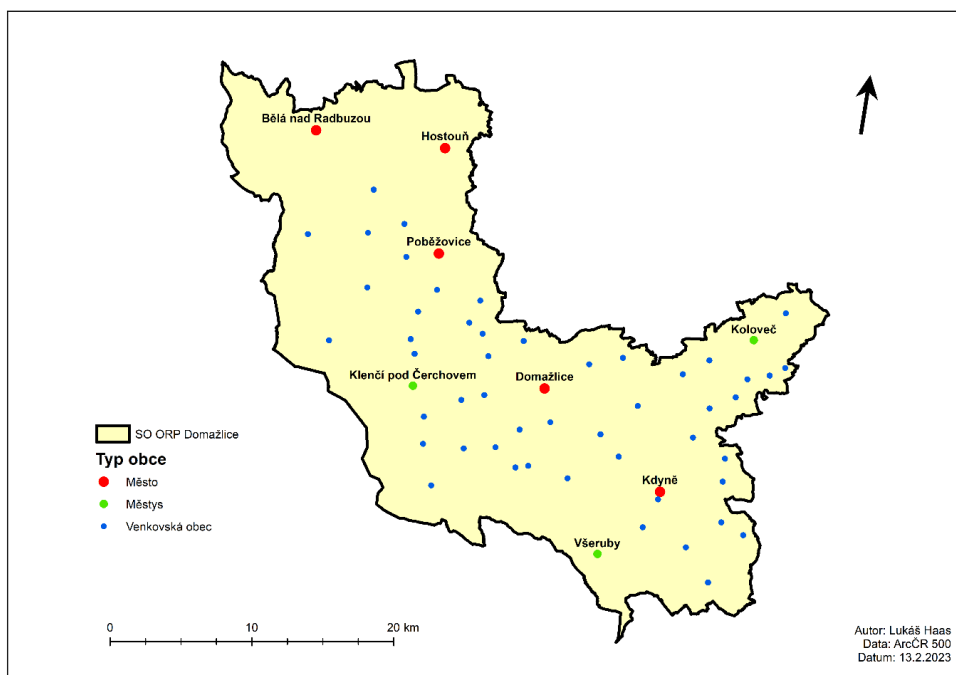 Bělá nad Radbuzou
Hostouň
Poběžovice
Koloveč
Klenčí pod Čerchovem
Domažlice
SO ORP Domažlice
Typ obce
Město
Městys
Venkovská obec
Kdyně
Všeruby
0 10 20 km
Autor: Lukáš Haas
Data: ArcČR 500
Datum: 13.2.2023